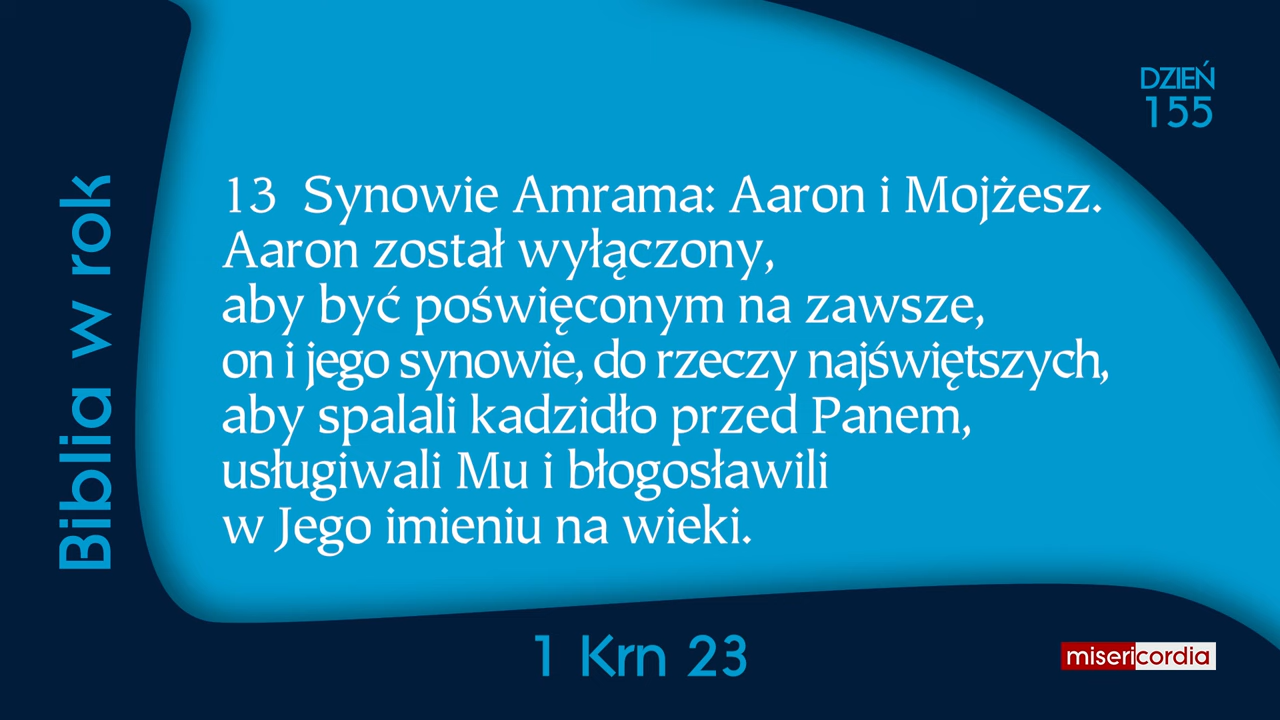 DZIEŃ
155
Biblia w rok
13 Synowie Amrama: Aaron i Mojżesz.
Aaron został wyłączony,
aby być poświęconym na zawsze,
on i jego synowie, do rzeczy najświętszych,
aby spalali kadzidło przed Panem,
usługiwali Mu i błogosławili
w Jego imieniu na wieki.
1 Krn 23
misericordia